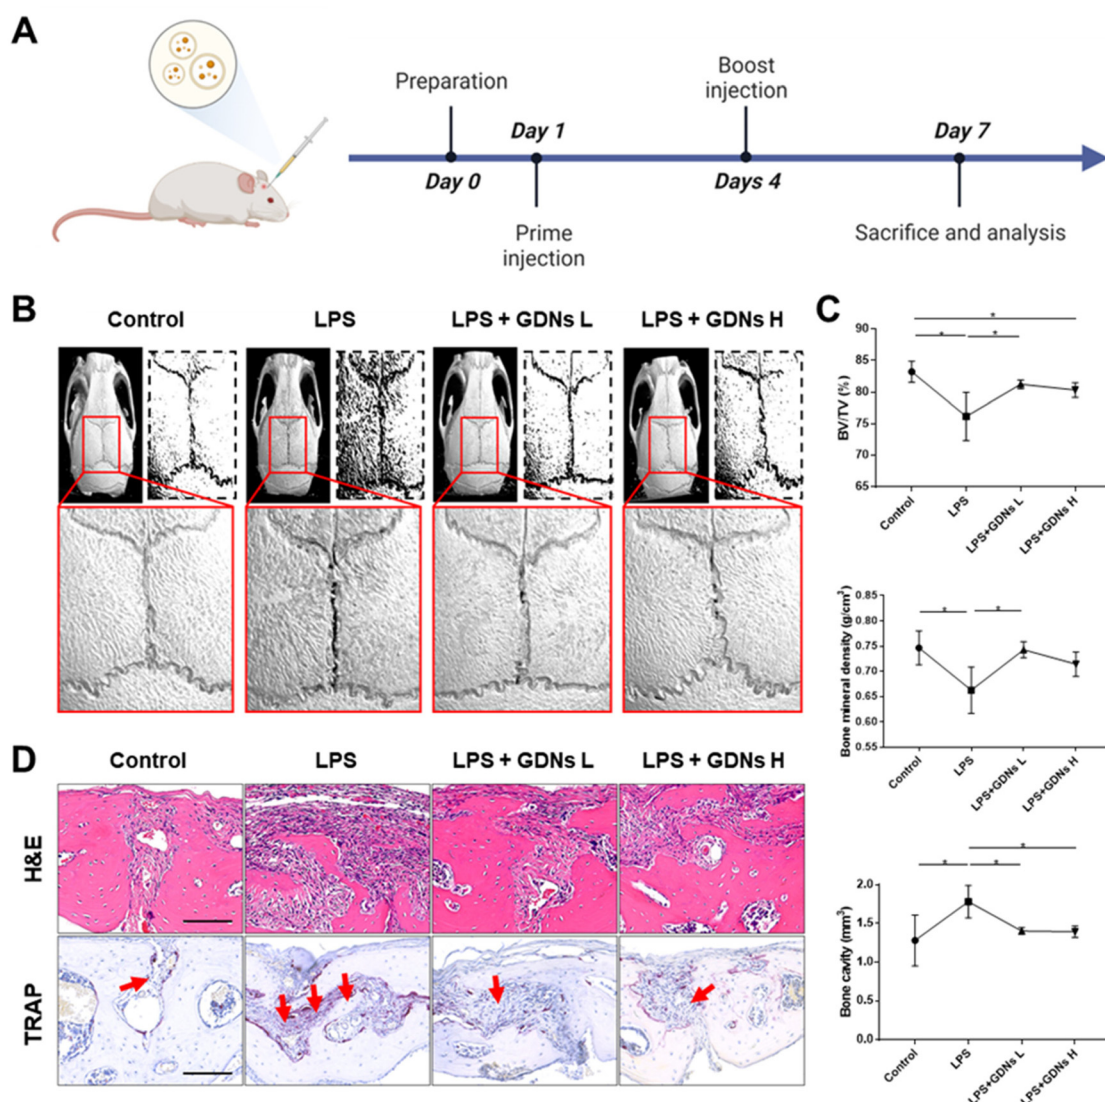 A
Preparation
Boost
injection
Day 1
Day 7
Day 0
Days 4
Prime
injection
Sacrifice and analysis
B
Control
LPS
LPS + GDNs L
LPS + GDNs H
C
*
*
*
90
85
80
75
70
65
BV/TV (%)
Control
LPS
LPS+GDNs L
LPS+GDNs H
*
*
0.85
0.80
0.75
0.70
0.65
0.60
0.55
Bone mineral density (g/cm³)
Control
LPS
LPS+GDNs L
LPS+GDNs H
*
*
*
2.0
1.5
1.0
0.5
0.0
Bone cavity (mm³)
Control
LPS
LPS+GDNs L
LPS+GDNs H
D
Control
LPS
LPS + GDNs L
LPS + GDNs H
H&E
TRAP